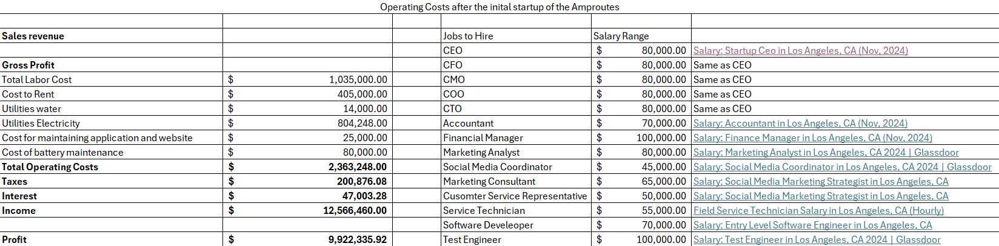 Operating Costs after the inital startup of the Amproutes
Sales revenue Jobs to Hire Salary Range
CEO $ 80,000.00 Salary: Startup Ceo in Los Angeles, CA (Nov, 2024)
Gross Profit CFO $ 80,000.00 Same as CEO
Total Labor Cost $ 1,035,000.00 CMO $ 80,000.00 Same as CEO
Cost to Rent $ 405,000.00 COO $ 80,000.00 Same as CEO
Utilities water $ 14,000.00 CTO $ 80,000.00 Same as CEO
Utilities Electricity $ 804,248.00 Accountant $ 70,000.00 Salary: Accountant in Los Angeles, CA (Nov, 2024)
Cost for maintaining application and website $ 25,000.00 Financial Manager $ 100,000.00 Salary: Finance Manager in Los Angeles, CA (Nov, 2024)
Cost of battery maintenance $ 80,000.00 Marketing Analyst $ 80,000.00 Salary: Marketing Analyst in Los Angeles, CA 2024 | Glassdoor
Total Operating Costs $ 2,363,248.00 Social Media Coordinator $ 45,000.00 Salary: Social Media Coordinator in Los Angeles, CA 2024 | Glassdoor
Taxes $ 200,876.08 Marketing Consultant $ 65,000.00 Salary: Social Media Marketing Strategist in Los Angeles, CA
Interest $ 47,003.28 Cusomter Service Representative $ 50,000.00 Salary: Social Media Marketing Strategist in Los Angeles, CA
Income $ 12,566,460.00 Service Technician $ 55,000.00 Field Service Technician Salary in Los Angeles, CA (Hourly)
Software Develeoper $ 70,000.00 Salary: Entry Level Software Engineer in Los Angeles, CA
Profit $ 9,922,335.92 Test Engineer $ 100,000.00 Salary: Test Engineer in Los Angeles, CA 2024 | Glassdoor